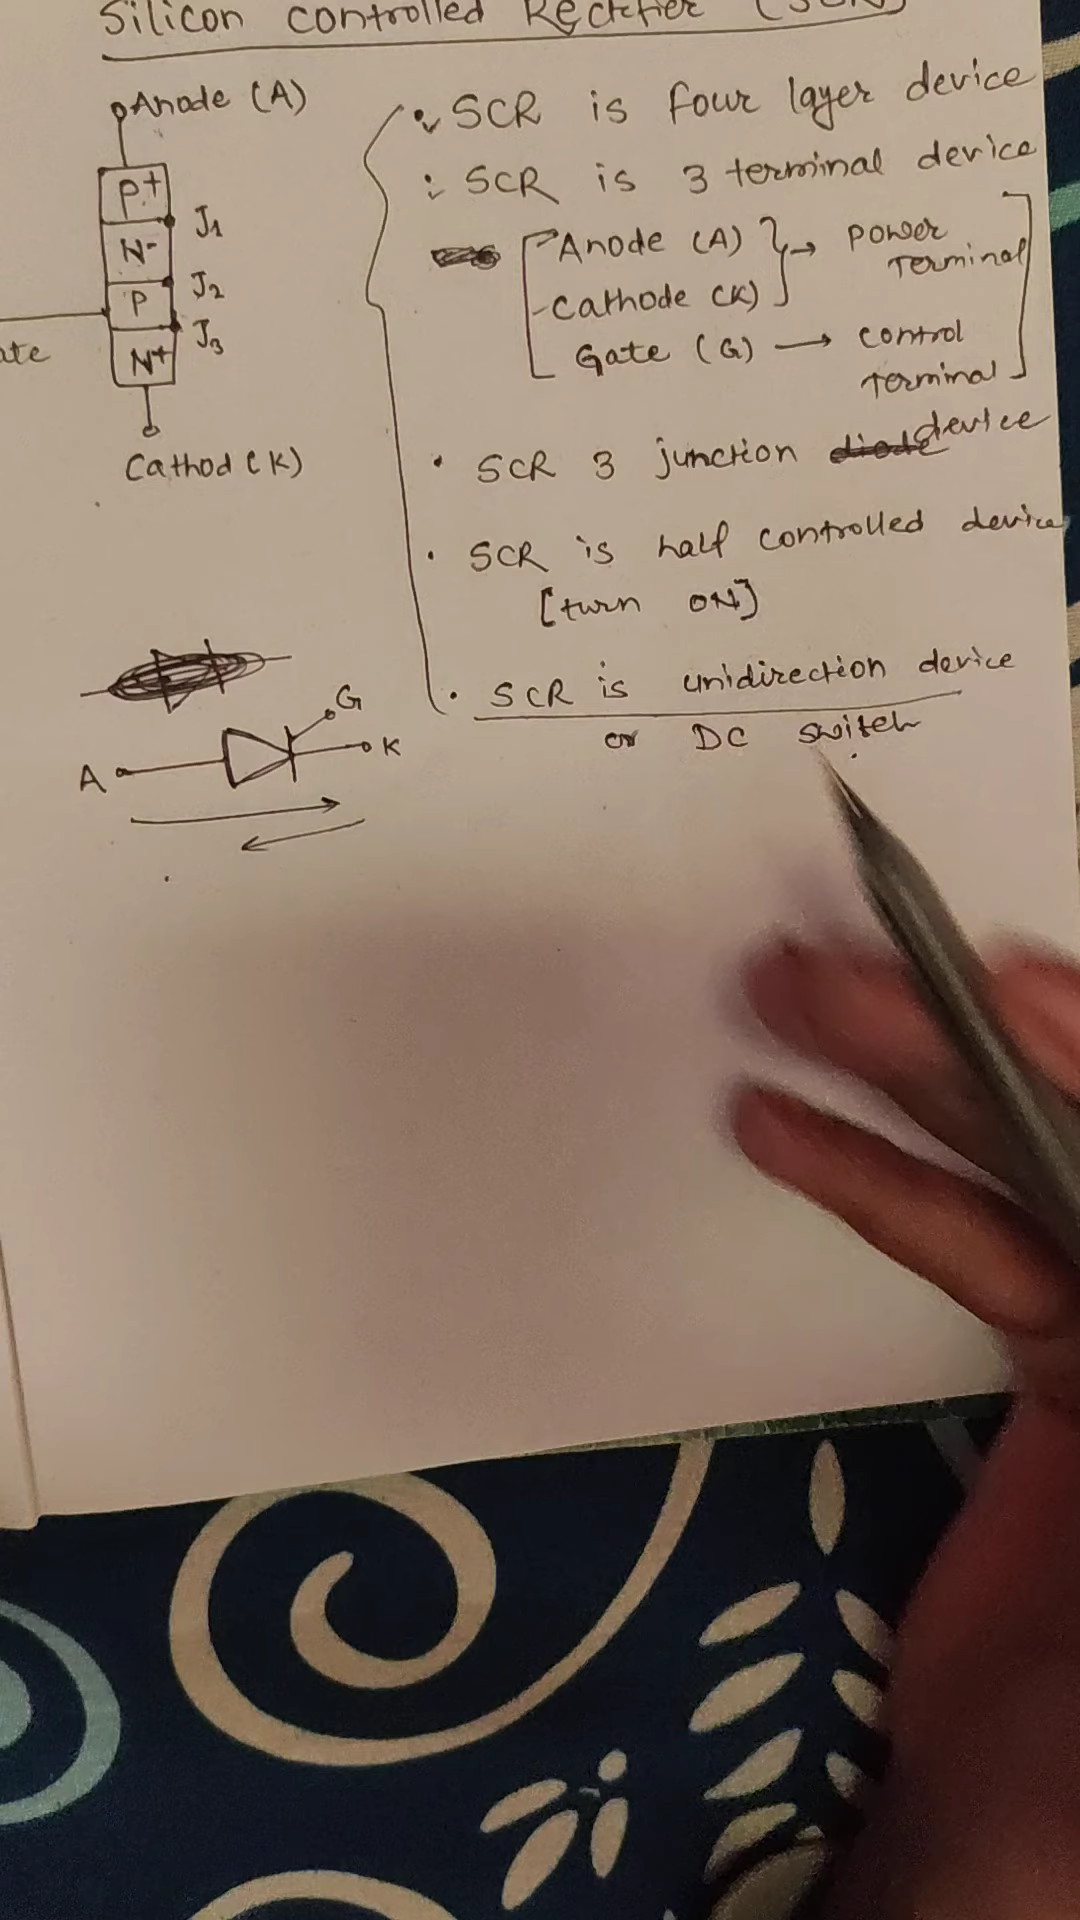 Silicon controlled Rectifier (SCR)
Anode (A)
P+
J1
N-
J2
P
J3
N+
ate
Cathod (K)
SCR is four layer device
SCR is 3 terminal device
Anode (A) → power terminal
Cathode (K)
Gate (G) → control terminal
SCR 3 junction device
SCR is half controlled device
[turn ON]
SCR is unidirection device
or DC switch
G
A
K